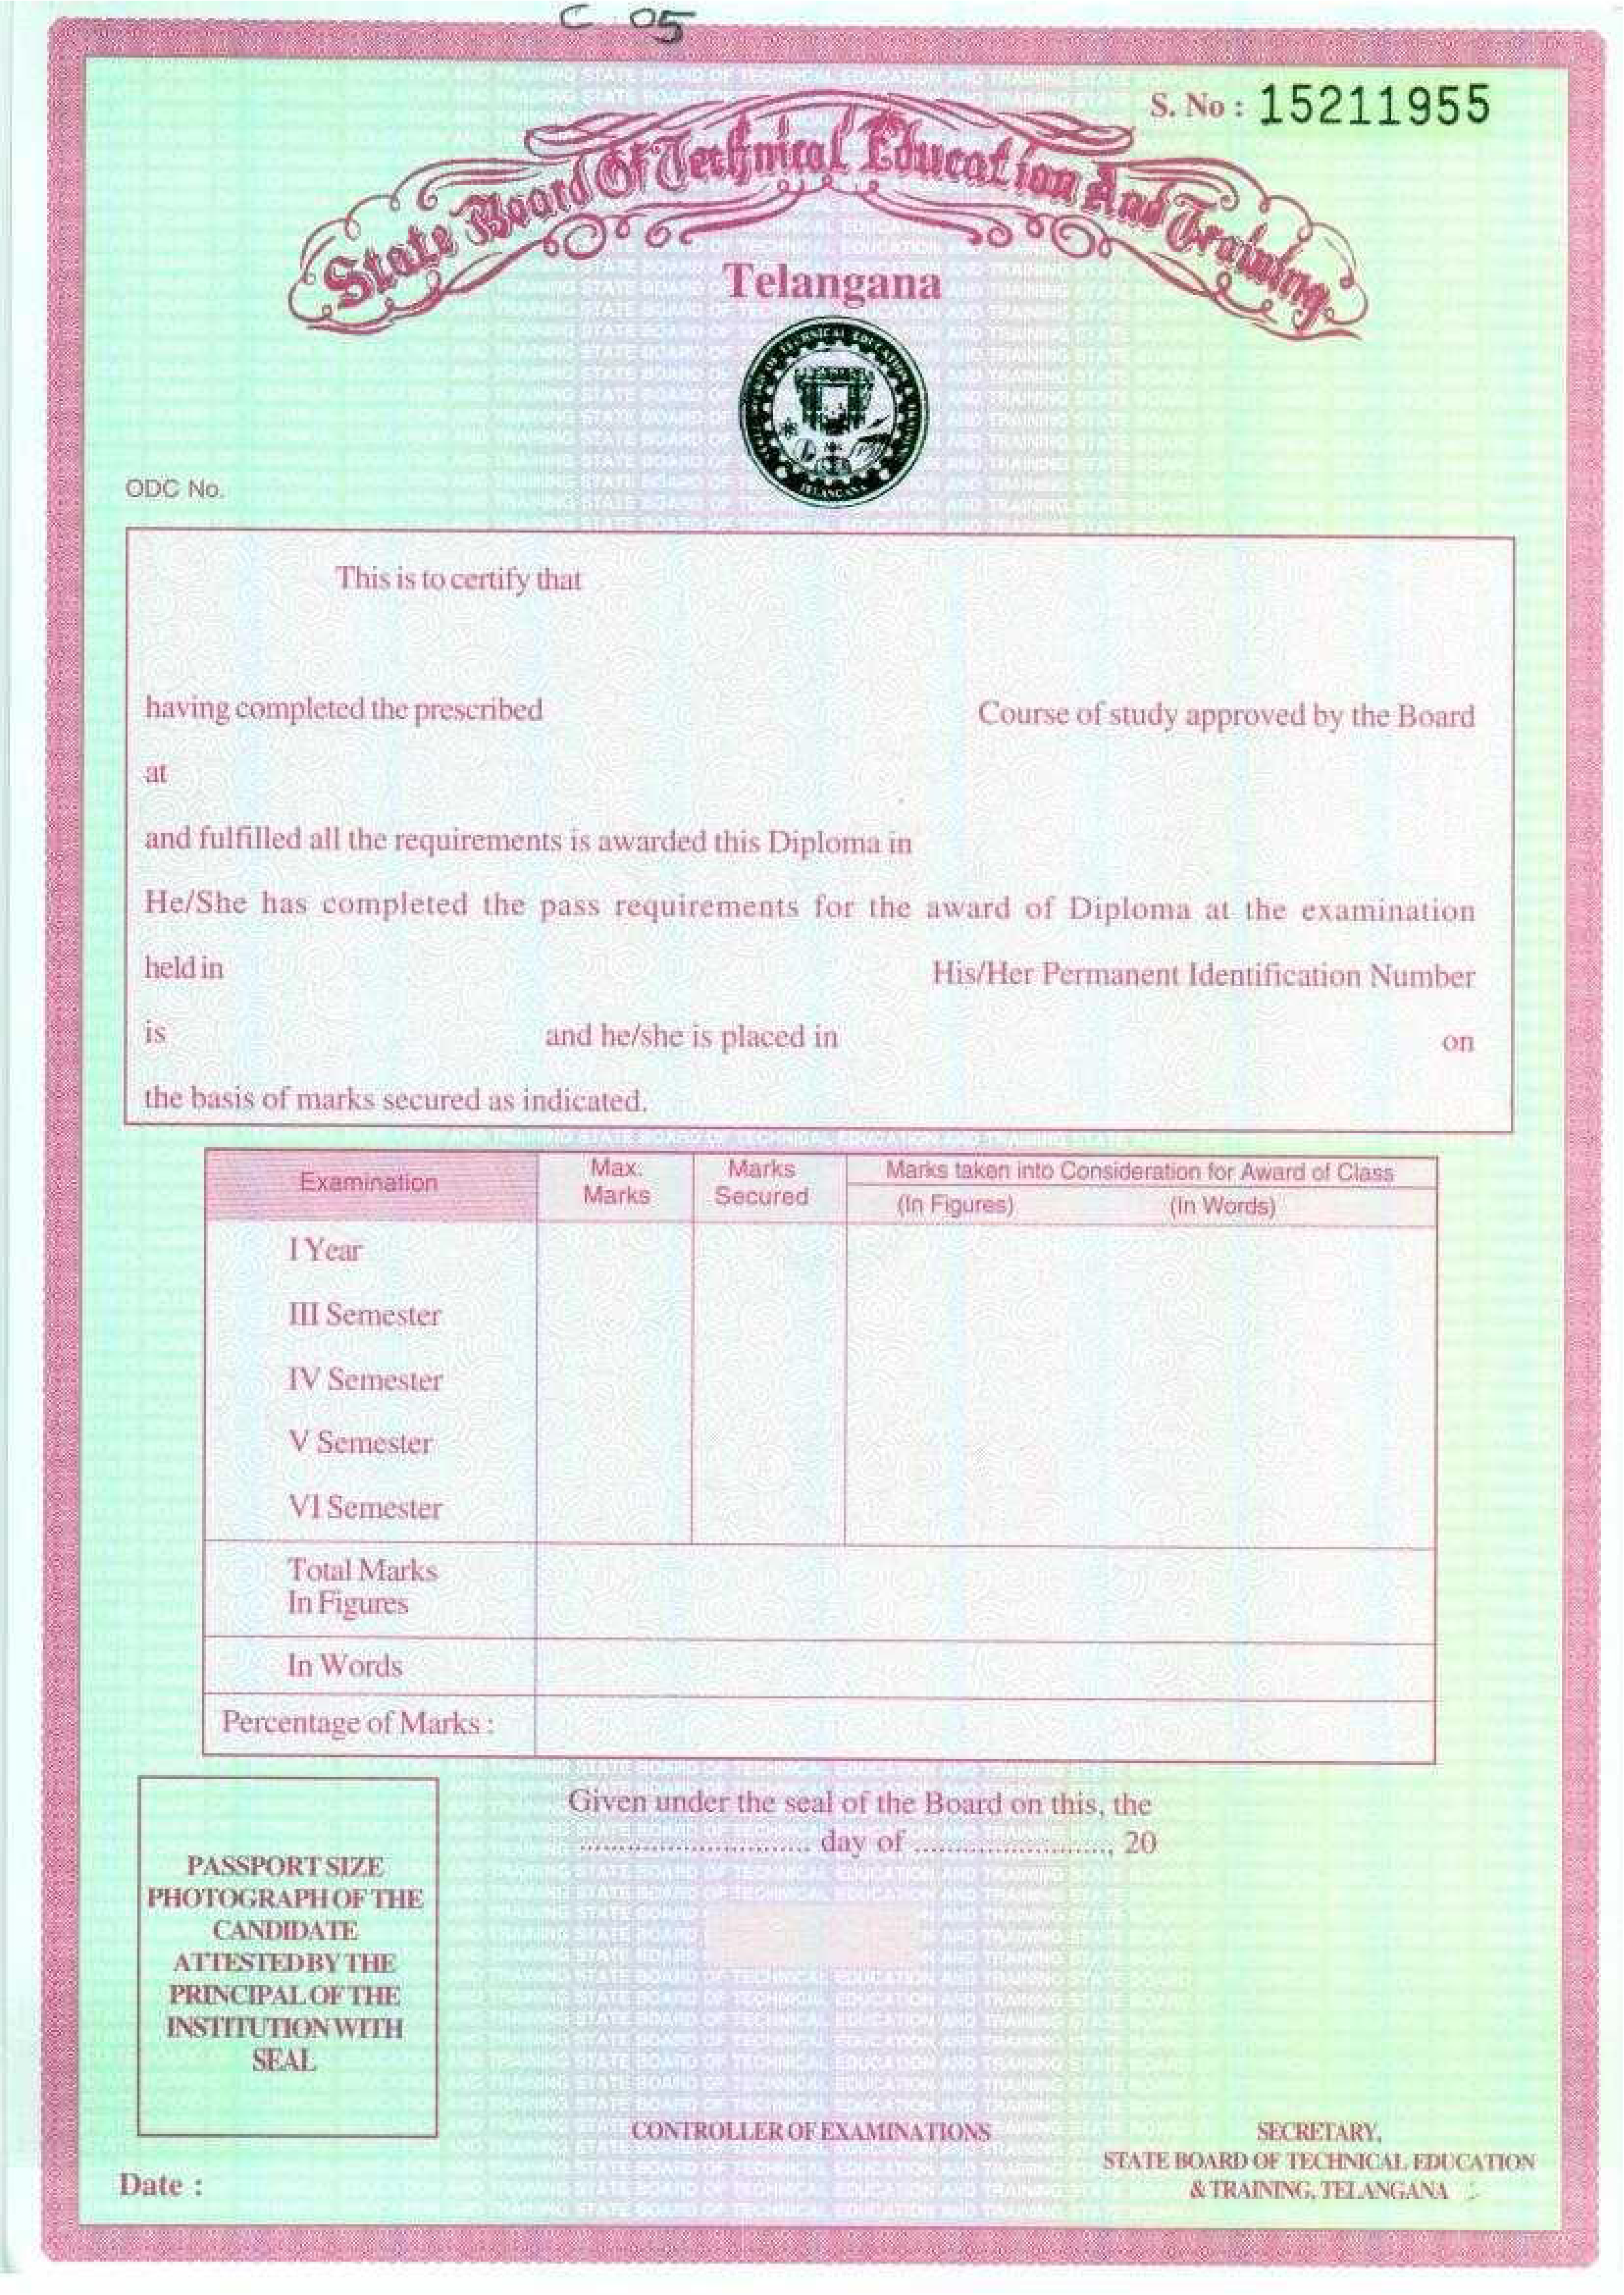 C 05
S. No : 15211955
State Board Of Technical Education And Training,
Telangana
ODC No.
This is to certify that
having completed the prescribed Course of study approved by the Board
at
and fulfilled all the requirements is awarded this Diploma in
He/She has completed the pass requirements for the award of Diploma at the examination
held in His/Her Permanent Identification Number
is and he/she is placed in on
the basis of marks secured as indicated.
Examination Max. Marks Marks Secured Marks taken into Consideration for Award of Class
(In Figures) (In Words)
I Year
III Semester
IV Semester
V Semester
VI Semester
Total Marks
In Figures
In Words
Percentage of Marks :
Given under the seal of the Board on this, the
............................ day of ........................, 20
PASSPORT SIZE
PHOTOGRAPH OF THE
CANDIDATE
ATTESTED BY THE
PRINCIPAL OF THE
INSTITUTION WITH
SEAL
CONTROLLER OF EXAMINATIONS
SECRETARY,
STATE BOARD OF TECHNICAL EDUCATION
& TRAINING, TELANGANA
Date :